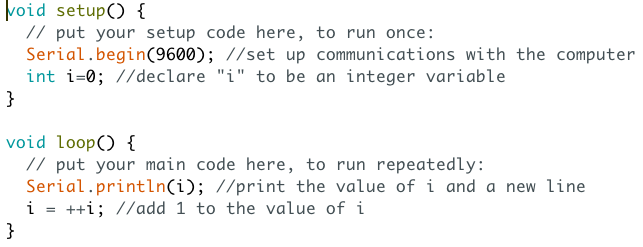 void setup() {
  // put your setup code here, to run once:
  Serial.begin(9600); //set up communications with the computer
  int i=0; //declare "i" to be an integer variable
}

void loop() {
  // put your main code here, to run repeatedly:
  Serial.println(i); //print the value of i and a new line
  i = ++i; //add 1 to the value of i
}